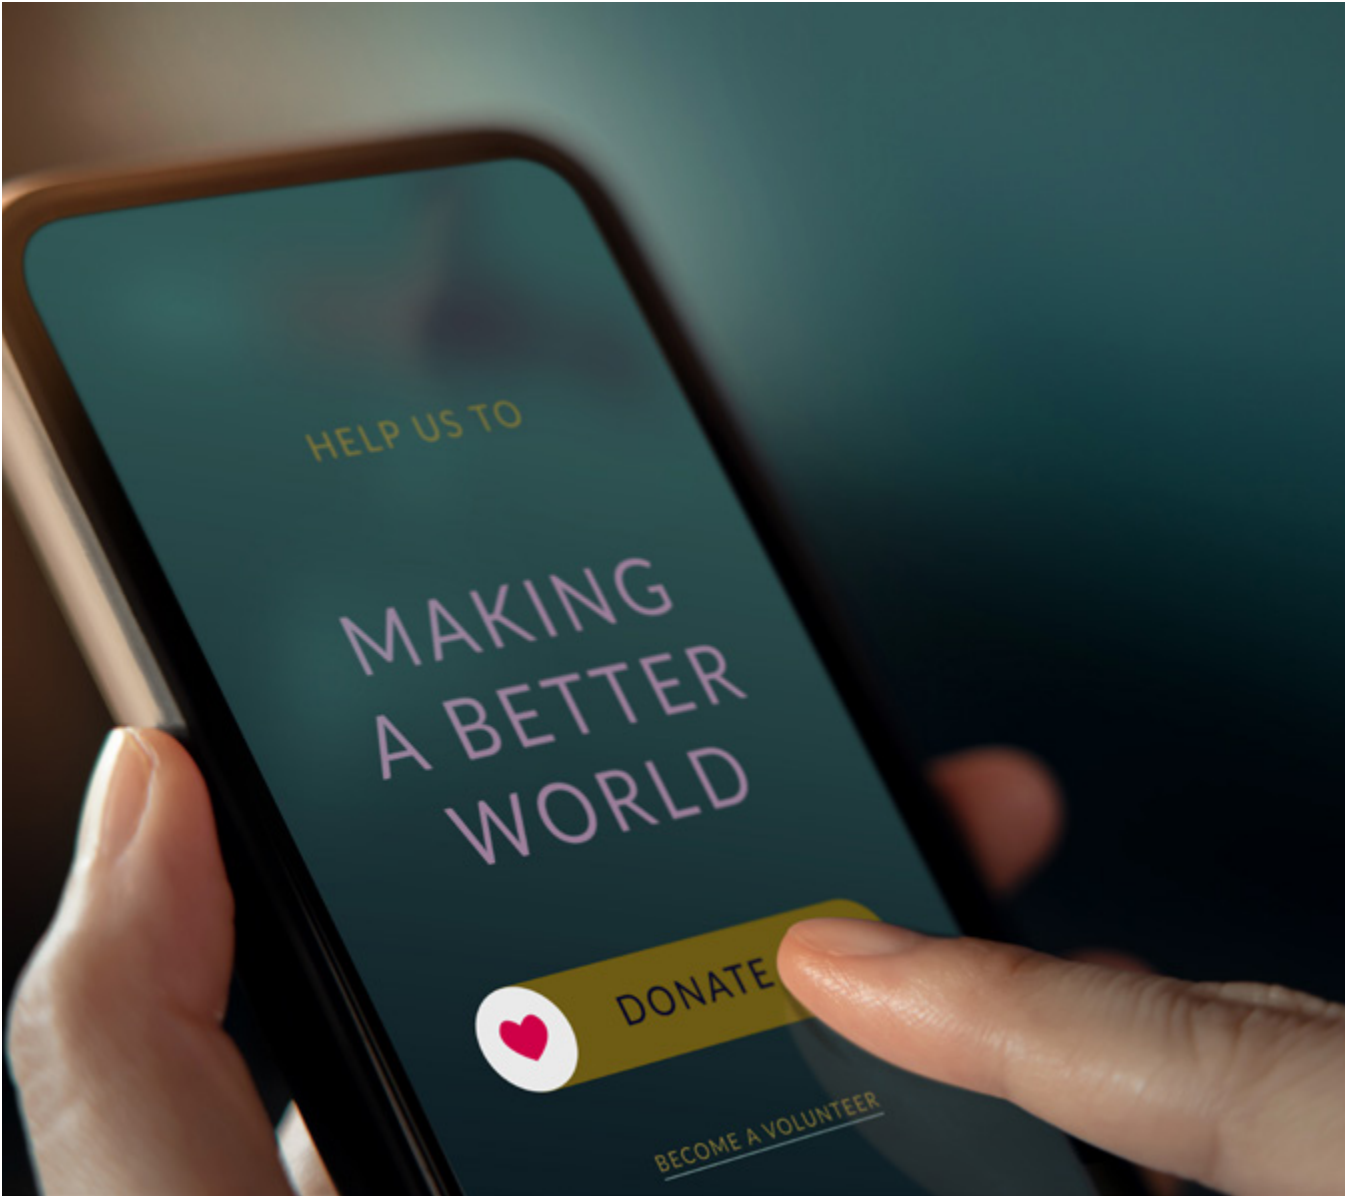 HELP US TO
MAKING
A BETTER
WORLD
DONATE
BECOME A VOLUNTEER